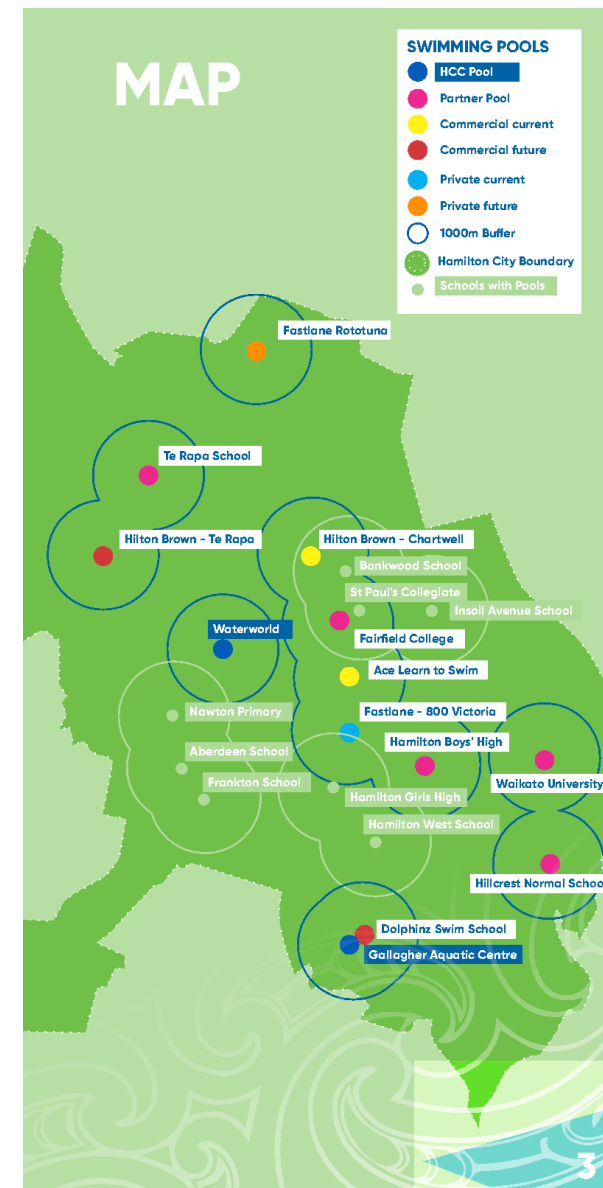 MAP
SWIMMING POOLS
HCC Pool
Partner Pool
Commercial current
Commercial future
Private current
Private future
1000m Buffer
Hamilton City Boundary
Schools with Pools
Fastlane Rototuna
Te Rapa School
Hilton Brown - Te Rapa
Hilton Brown - Chartwell
Bankwood School
St Paul's Collegiate
Insoll Avenue School
Waterworld
Fairfield College
Ace Learn to Swim
Nawton Primary
Fastlane - 800 Victoria
Hamilton Boys' High
Aberdeen School
Frankton School
Waikato University
Hamilton Girls High
Hamilton West School
Hillcrest Normal Schoo
Dolphinz Swim School
Gallagher Aquatic Centre
3